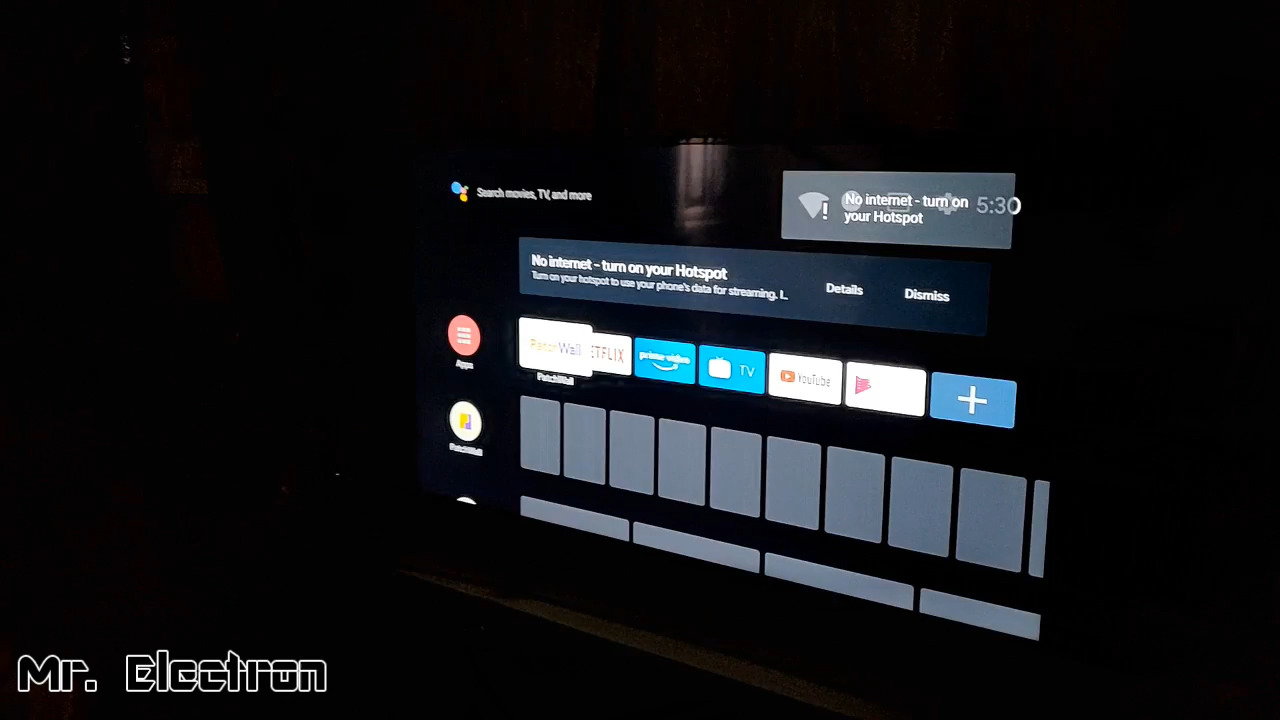 Search movies, TV, and more
No internet - turn on
your Hotspot
5:30
No internet - turn on your Hotspot
Turn on your hotspot to use your phone's data for streaming. L
Details
Dismiss
PatchWall
ETFLIX
prime video
TV
YouTube
PatchWall
Apps
PatchWall
Mr. Electron